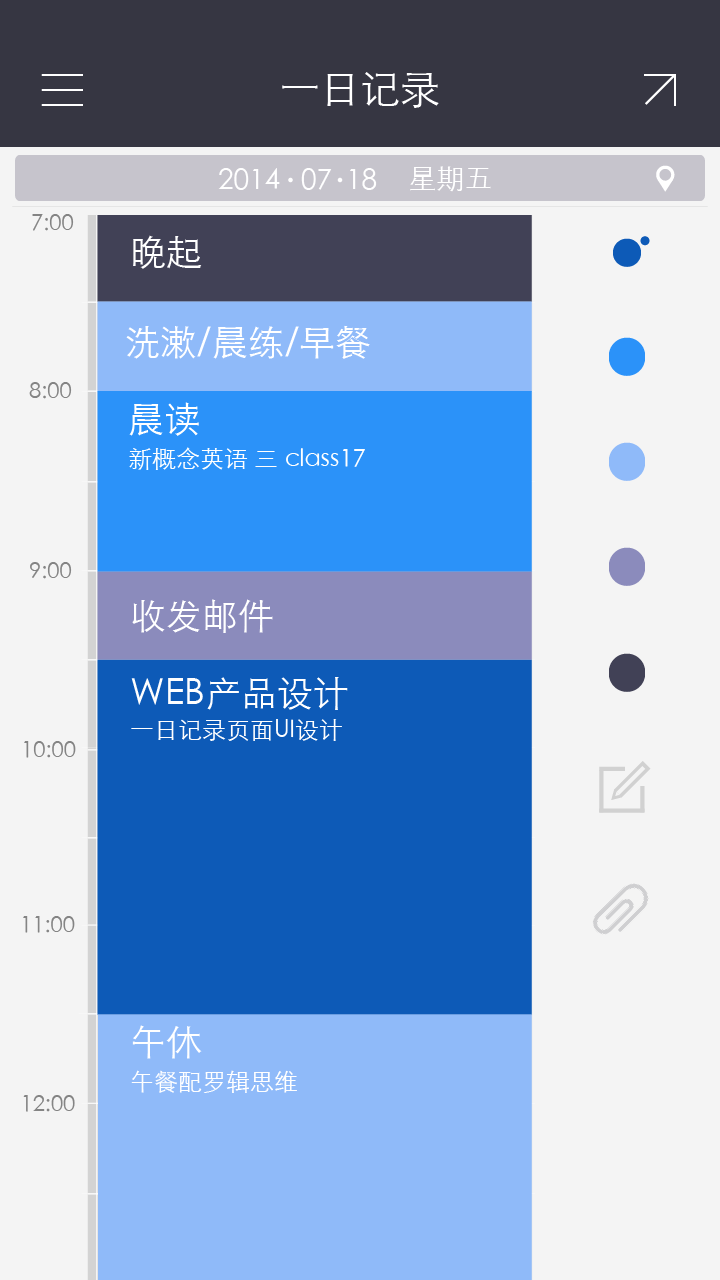 一日记录
2014·07·18 星期五
7:00
晚起
洗漱/晨练/早餐
8:00
晨读
新概念英语 三 class17
9:00
收发邮件
WEB产品设计
一日记录页面UI设计
10:00
11:00
午休
午餐配罗辑思维
12:00